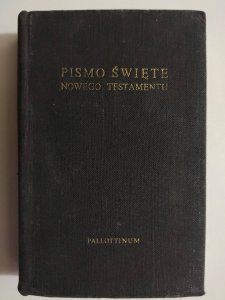 PISMO ŚWIĘTE
NOWEGO TESTAMENTU
PALLOTTINUM